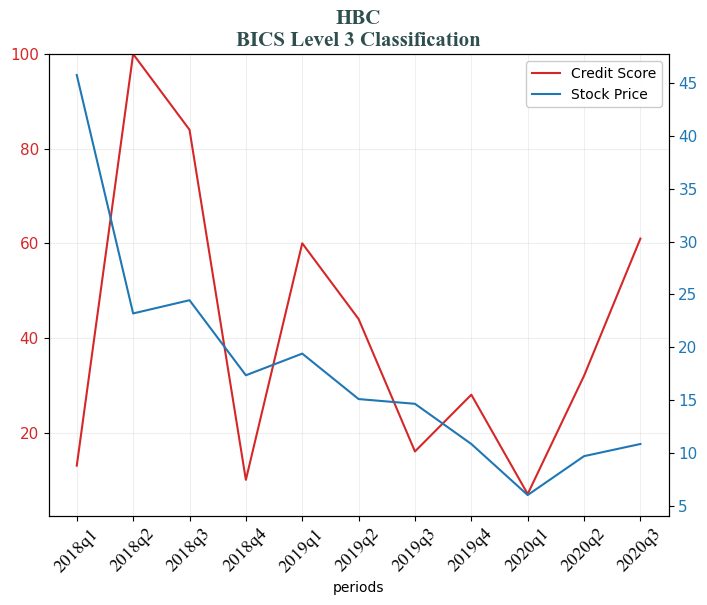 HBC
BICS Level 3 Classification
Credit Score
Stock Price
100
80
60
40
20
45
40
35
30
25
20
15
10
5
2018q1
2018q2
2018q3
2018q4
2019q1
2019q2
2019q3
2019q4
2020q1
2020q2
2020q3
periods